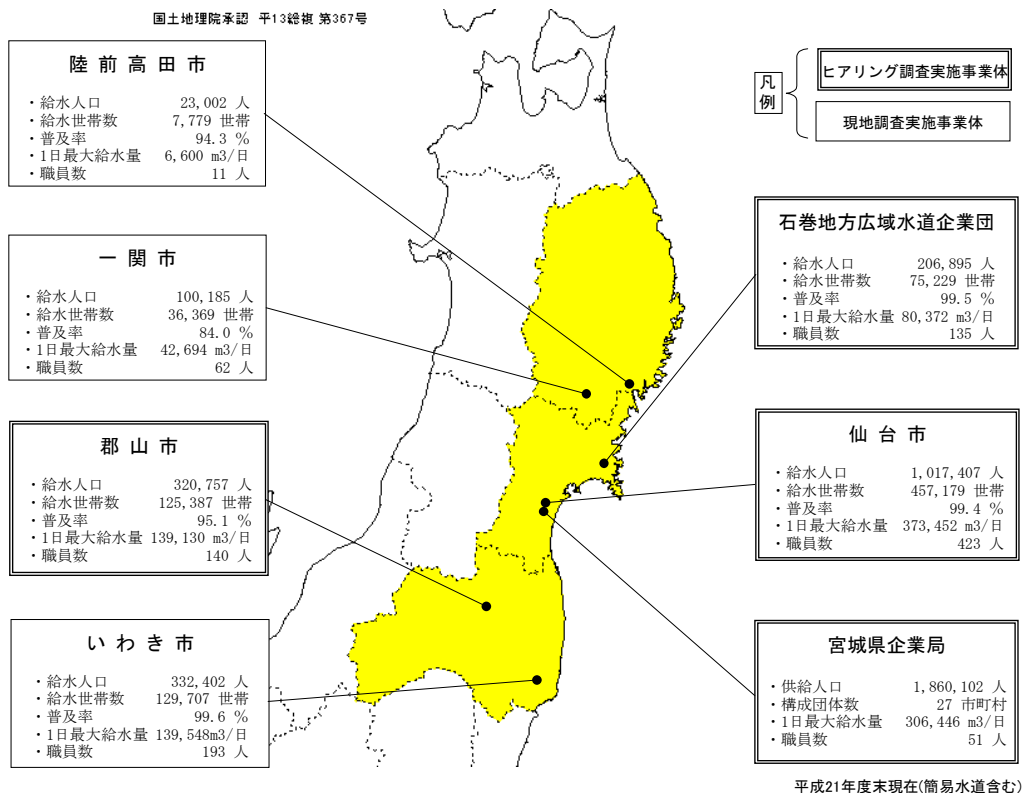 国土地理院承認 平13総複 第367号
陸前高田市
・給水人口 23,002 人
・給水世帯数 7,779 世帯
・普及率 94.3 %
・1日最大給水量 6,600 m3/日
・職員数 11 人
一関市
・給水人口 100,185 人
・給水世帯数 36,369 世帯
・普及率 84.0 %
・1日最大給水量 42,694 m3/日
・職員数 62 人
郡山市
・給水人口 320,757 人
・給水世帯数 125,387 世帯
・普及率 95.1 %
・1日最大給水量 139,130 m3/日
・職員数 140 人
いわき市
・給水人口 332,402 人
・給水世帯数 129,707 世帯
・普及率 99.6 %
・1日最大給水量 139,548m3/日
・職員数 193 人
凡例
ヒアリング調査実施事業体
現地調査実施事業体
石巻地方広域水道企業団
・給水人口 206,895 人
・給水世帯数 75,229 世帯
・普及率 99.5 %
・1日最大給水量 80,372 m3/日
・職員数 135 人
仙台市
・給水人口 1,017,407 人
・給水世帯数 457,179 世帯
・普及率 99.4 %
・1日最大給水量 373,452 m3/日
・職員数 423 人
宮城県企業局
・供給人口 1,860,102 人
・構成団体数 27 市町村
・1日最大給水量 306,446 m3/日
・職員数 51 人
平成21年度末現在(簡易水道含む)